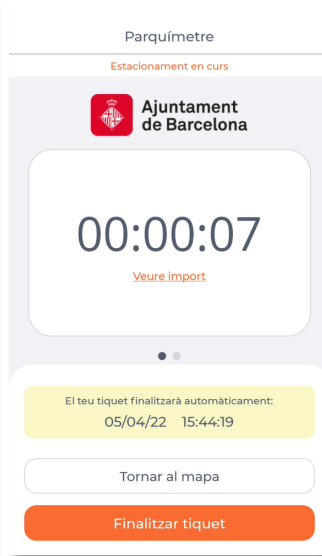 Parquímetre
Estacionament en curs
Ajuntament
de Barcelona
00:00:07
Veure import
El teu tiquet finalitzarà automàticament:
05/04/22 15:44:19
Tornar al mapa
Finalitzar tiquet